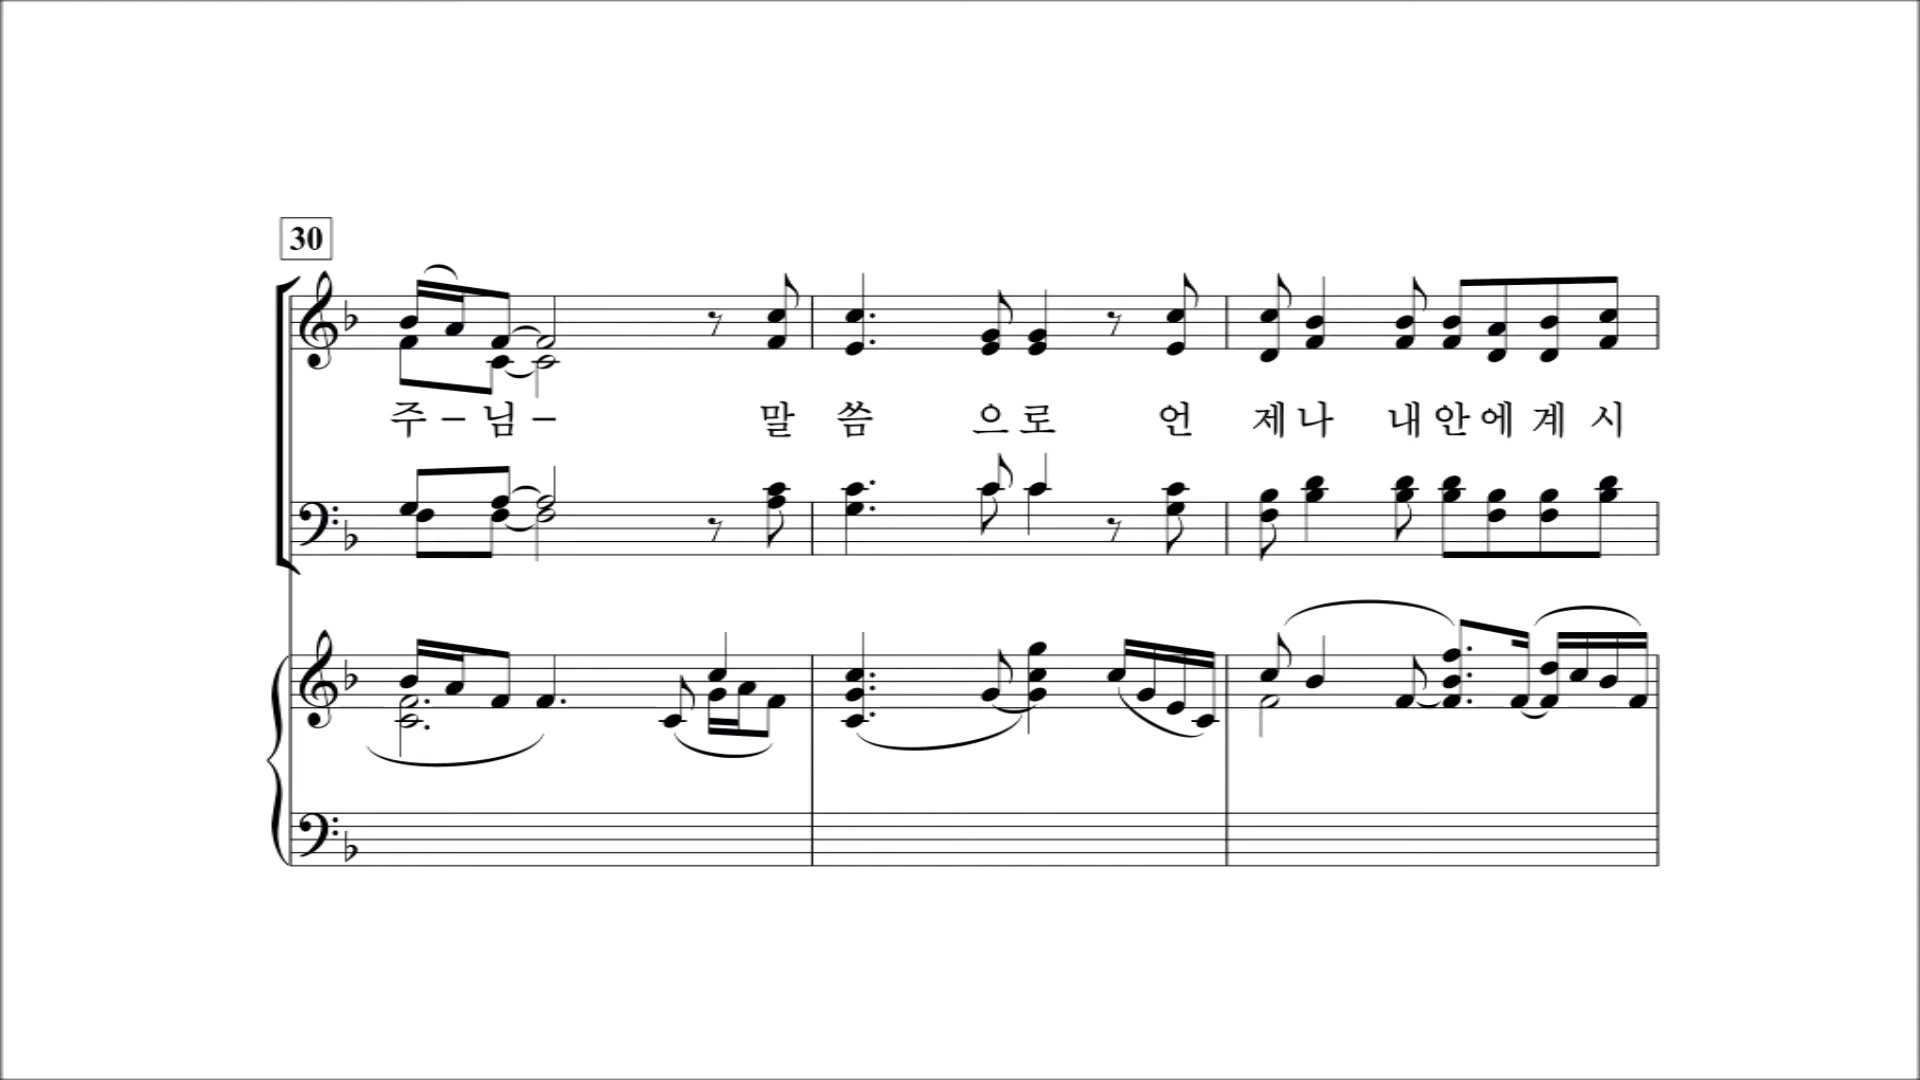 30
주 - 님 - 말 씀 으 로 언 제 나 내 안 에 계 시